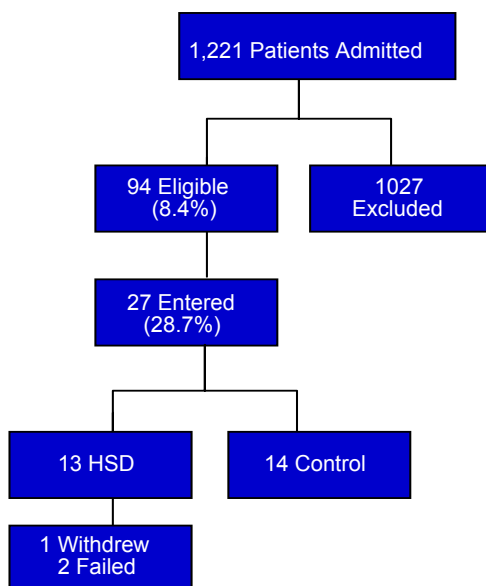 1,221 Patients Admitted
94 Eligible
(8.4%)
1027
Excluded
27 Entered
(28.7%)
13 HSD
14 Control
1 Withdrew
2 Failed